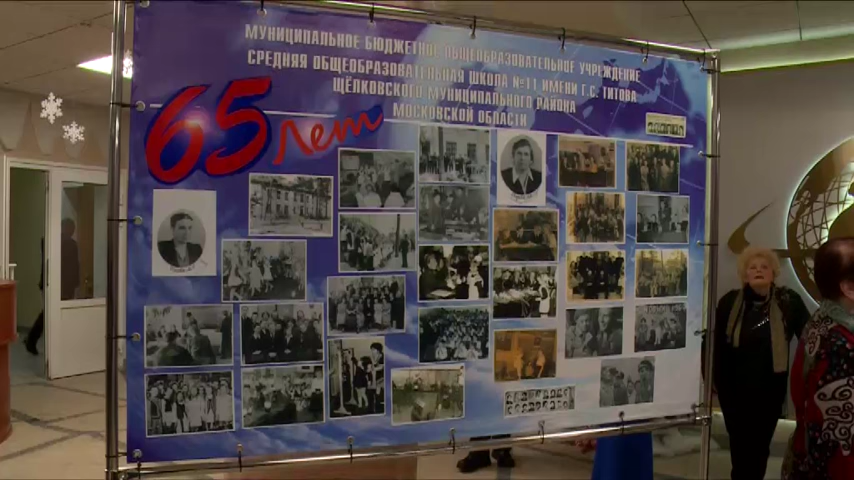 МУНИЦИПАЛЬНОЕ БЮДЖЕТНОЕ ОБЩЕОБРАЗОВАТЕЛЬНОЕ УЧРЕЖДЕНИЕ
СРЕДНЯЯ ОБЩЕОБРАЗОВАТЕЛЬНАЯ ШКОЛА №11 ИМЕНИ Г.С. ТИТОВА
ЩЁЛКОВСКОГО МУНИЦИПАЛЬНОГО РАЙОНА
МОСКОВСКОЙ ОБЛАСТИ
65 лет